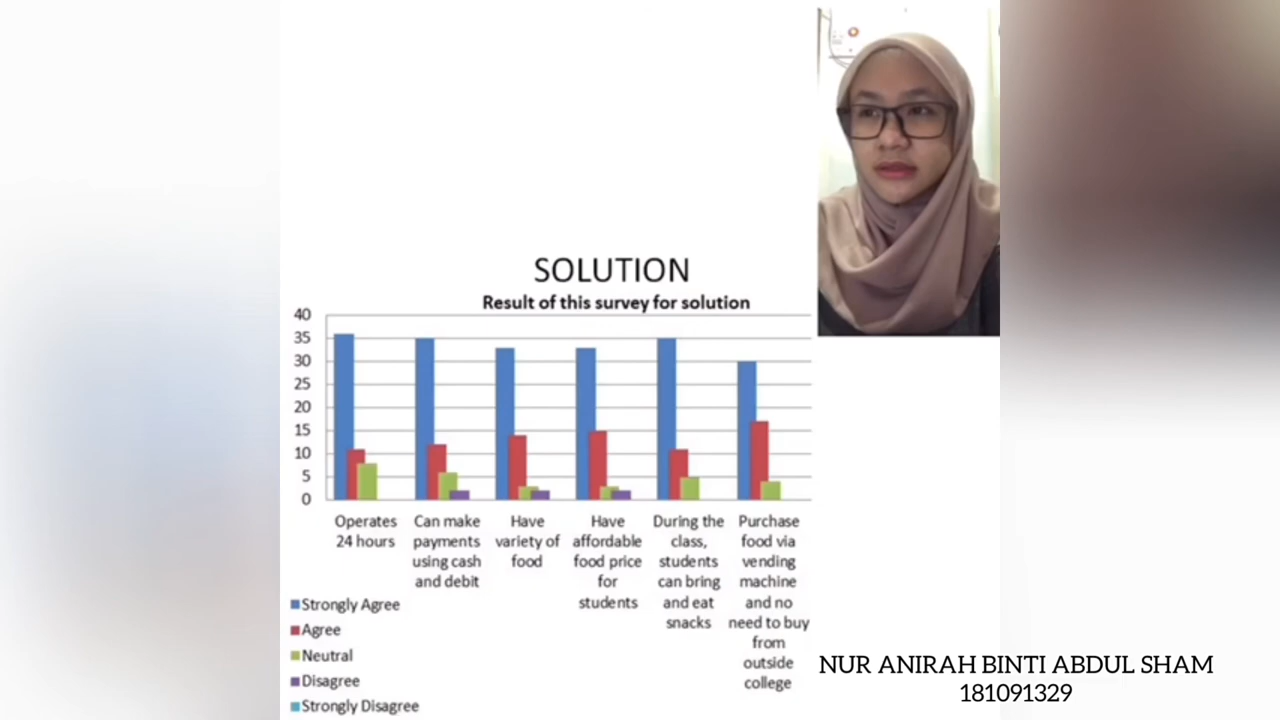 SOLUTION
Result of this survey for solution
40
35
30
25
20
15
10
5
0
Operates
24 hours
Can make
payments
using cash
and debit
Have
variety of
food
Have
affordable
food price
for
students
During the
class,
students
can bring
and eat
snacks
Purchase
food via
vending
machine
and no
need to buy
from
outside
college
Strongly Agree
Agree
Neutral
Disagree
Strongly Disagree
NUR ANIRAH BINTI ABDUL SHAM
181091329